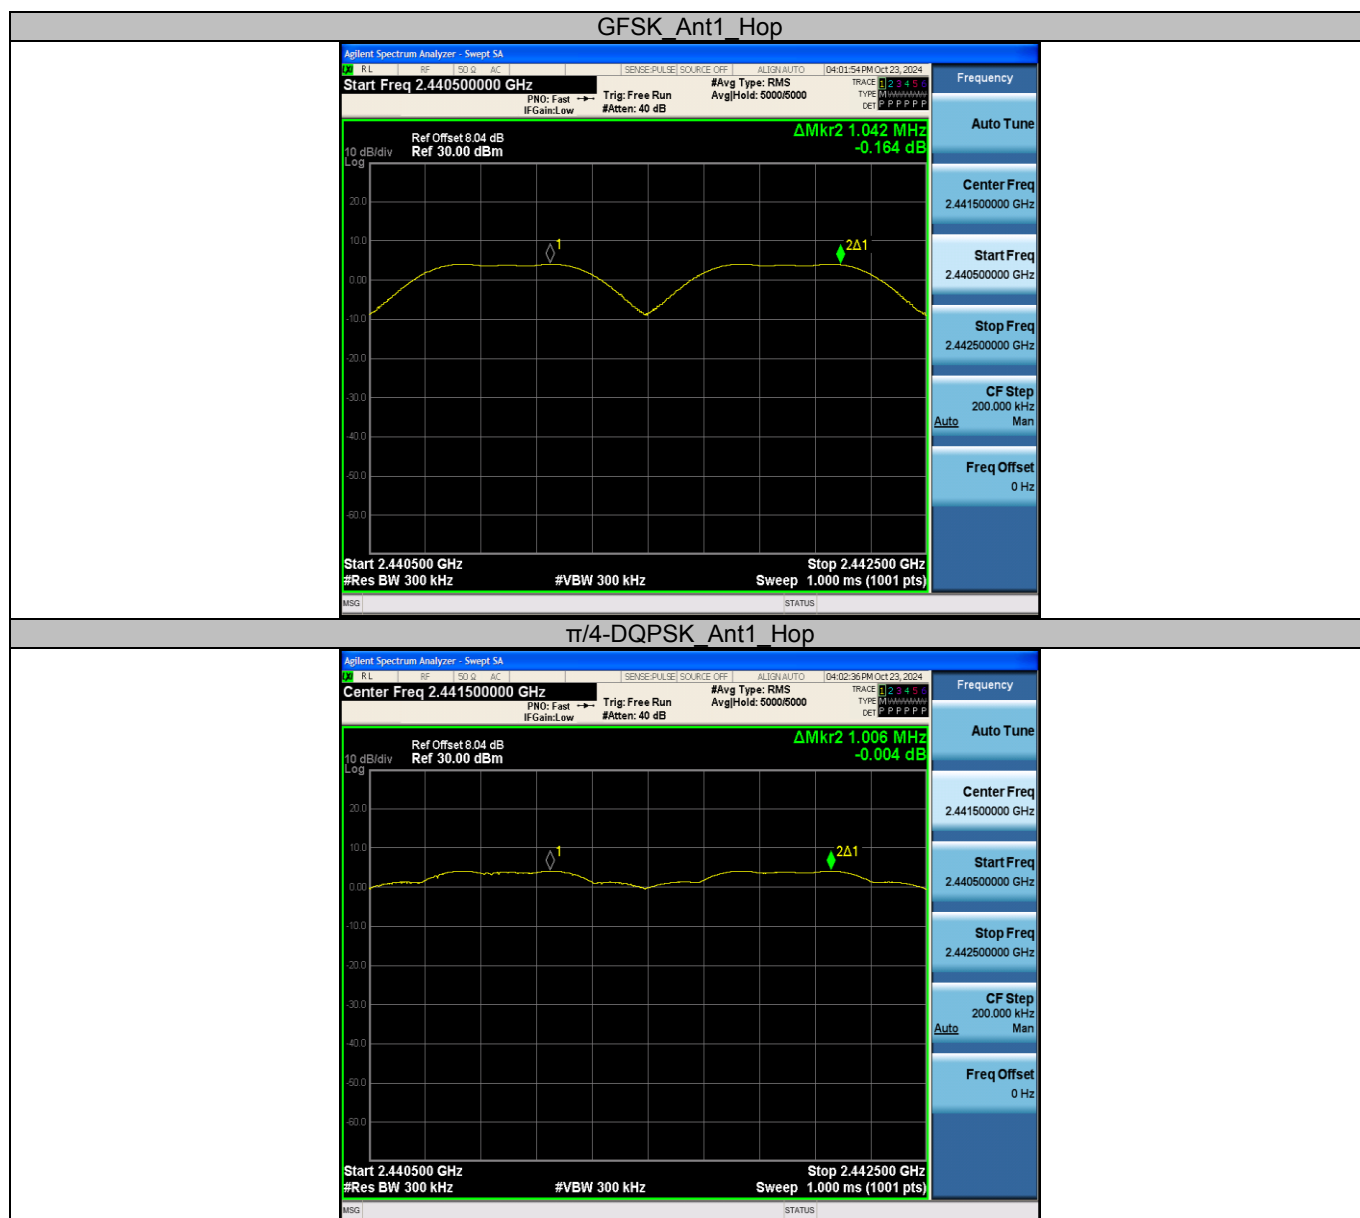 GFSK_Ant1_Hop
Agilent Spectrum Analyzer - Swept SA
RL RF 50 Ω AC SENSE:PULSE SOURCE OFF ALIGN AUTO 04:01:54 PM Oct 23, 2024
Start Freq 2.440500000 GHz
PNO: Fast
IFGain:Low
Trig: Free Run
#Atten: 40 dB
#Avg Type: RMS
Avg|Hold: 5000/5000
TRACE 1 2 3 4 5 6
TYPE M
DET P P P P P P
Frequency
ΔMkr2 1.042 MHz
-0.164 dB
Ref Offset 8.04 dB
10 dB/div Ref 30.00 dBm
Log
20.0
10.0
0.00
-10.0
-20.0
-30.0
-40.0
-50.0
-60.0
1
2Δ1
Start 2.440500 GHz Stop 2.442500 GHz
#Res BW 300 kHz #VBW 300 kHz Sweep 1.000 ms (1001 pts)
MSG STATUS
Auto Tune
Center Freq
2.441500000 GHz
Start Freq
2.440500000 GHz
Stop Freq
2.442500000 GHz
CF Step
200.000 kHz
Auto Man
Freq Offset
0 Hz
π/4-DQPSK_Ant1_Hop
Agilent Spectrum Analyzer - Swept SA
RL RF 50 Ω AC SENSE:PULSE SOURCE OFF ALIGN AUTO 04:02:36 PM Oct 23, 2024
Center Freq 2.441500000 GHz
PNO: Fast
IFGain:Low
Trig: Free Run
#Atten: 40 dB
#Avg Type: RMS
Avg|Hold: 5000/5000
TRACE 1 2 3 4 5 6
TYPE M
DET P P P P P P
Frequency
ΔMkr2 1.006 MHz
-0.004 dB
Ref Offset 8.04 dB
10 dB/div Ref 30.00 dBm
Log
20.0
10.0
0.00
-10.0
-20.0
-30.0
-40.0
-50.0
-60.0
1
2Δ1
Start 2.440500 GHz Stop 2.442500 GHz
#Res BW 300 kHz #VBW 300 kHz Sweep 1.000 ms (1001 pts)
MSG STATUS
Auto Tune
Center Freq
2.441500000 GHz
Start Freq
2.440500000 GHz
Stop Freq
2.442500000 GHz
CF Step
200.000 kHz
Auto Man
Freq Offset
0 Hz